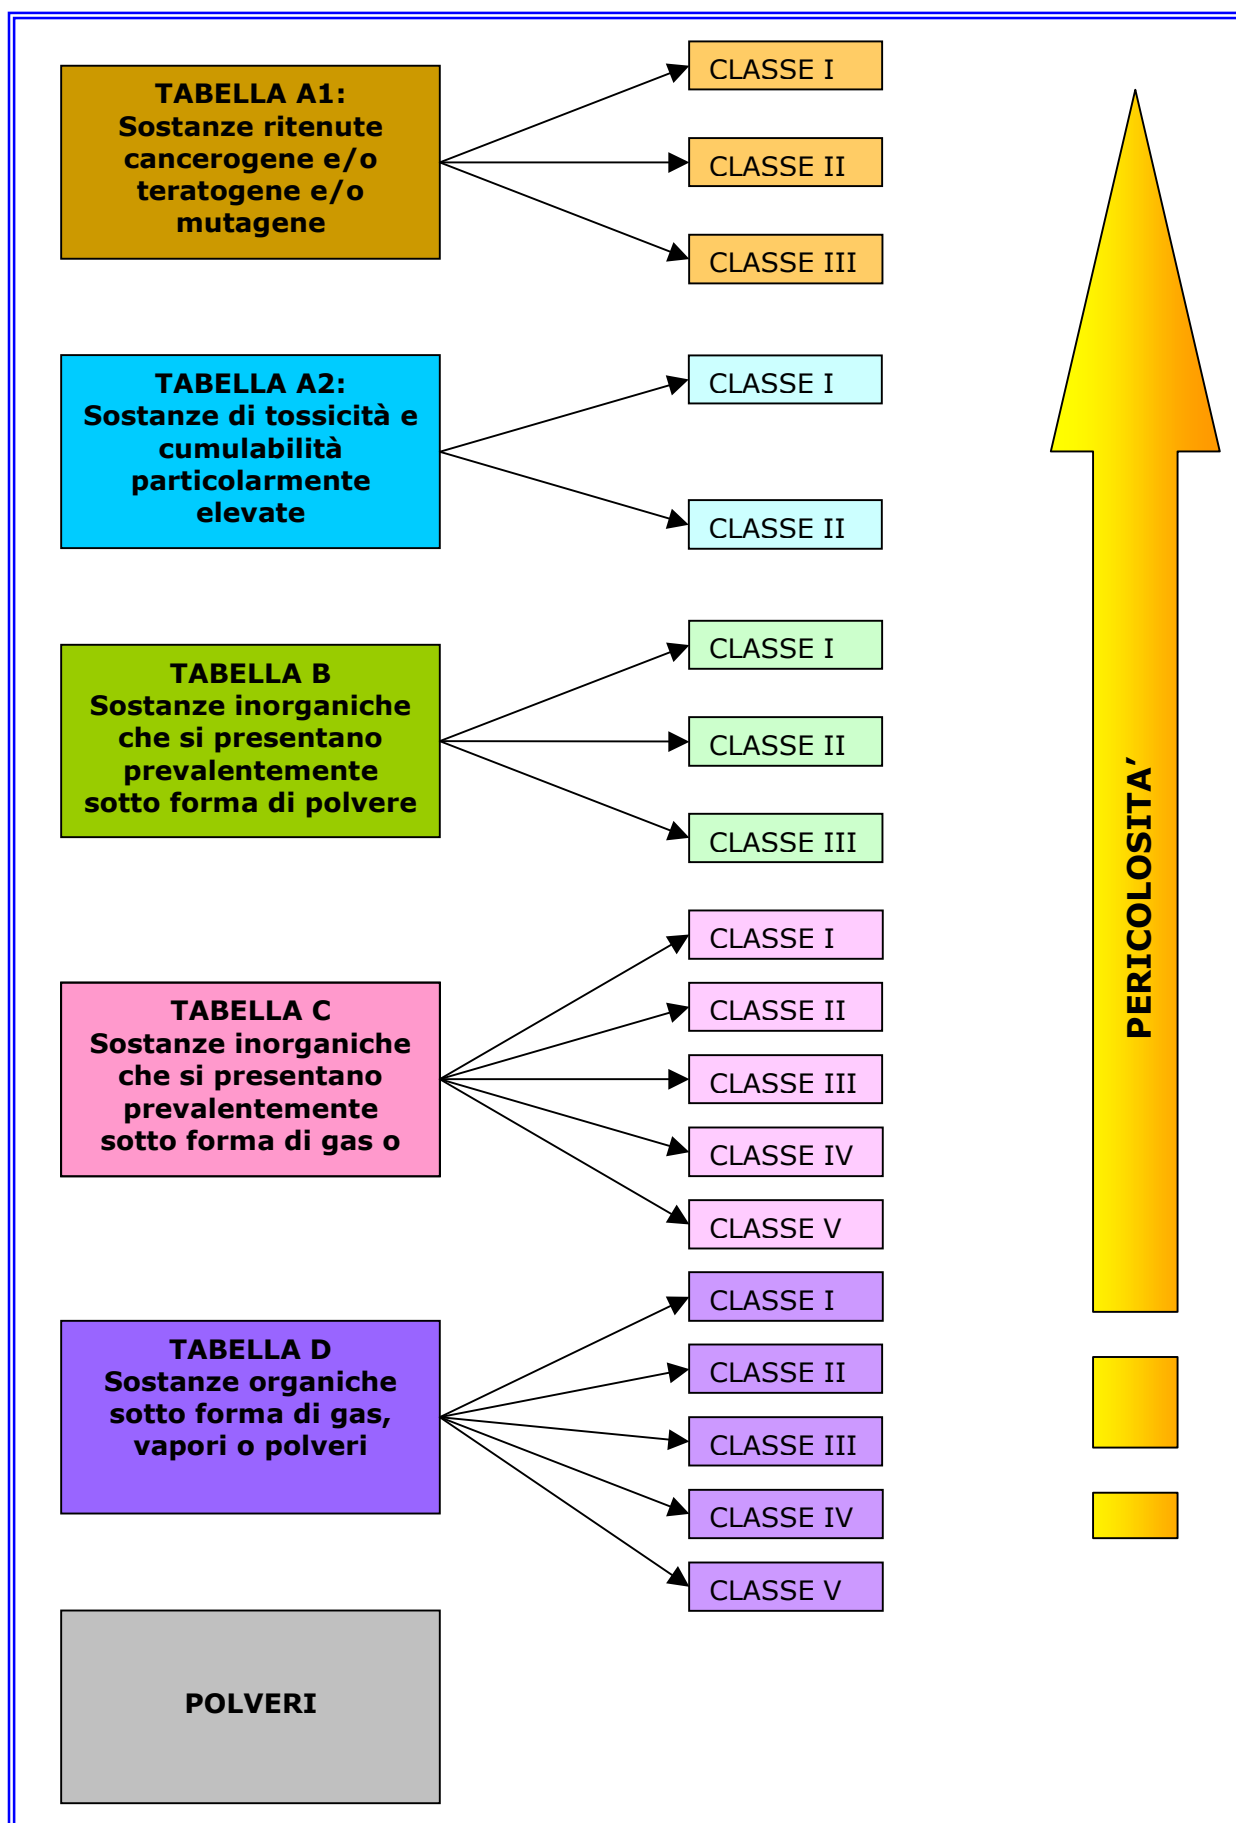 TABELLA A1:
Sostanze ritenute
cancerogene e/o
teratogene e/o
mutagene
CLASSE I
CLASSE II
CLASSE III
TABELLA A2:
Sostanze di tossicità e
cumulabilità
particolarmente
elevate
CLASSE I
CLASSE II
TABELLA B
Sostanze inorganiche
che si presentano
prevalentemente
sotto forma di polvere
CLASSE I
CLASSE II
CLASSE III
TABELLA C
Sostanze inorganiche
che si presentano
prevalentemente
sotto forma di gas o
CLASSE I
CLASSE II
CLASSE III
CLASSE IV
CLASSE V
TABELLA D
Sostanze organiche
sotto forma di gas,
vapori o polveri
CLASSE I
CLASSE II
CLASSE III
CLASSE IV
CLASSE V
POLVERI
PERICOLOSITA’